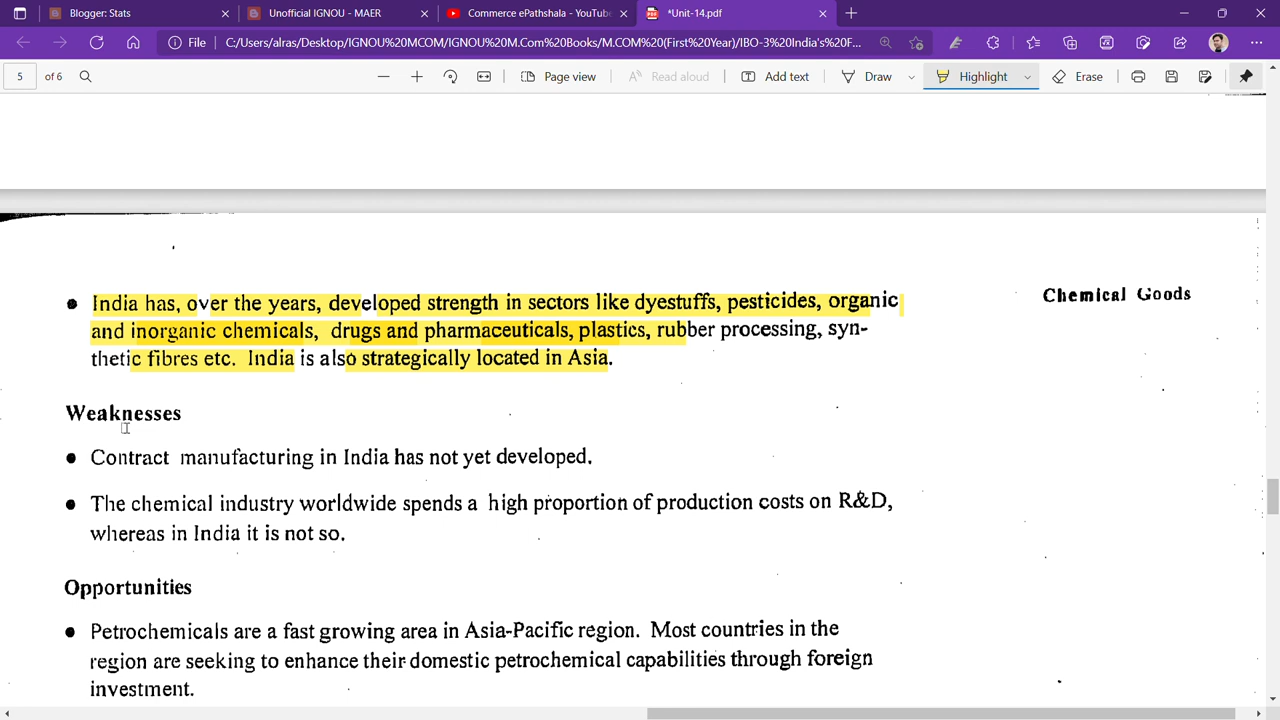 Blogger: Stats
Unofficial IGNOU - MAER
Commerce ePathshala - YouTube
*Unit-14.pdf
File
C:/Users/alras/Desktop/IGNOU%20MCOM/IGNOU%20M.Com%20Books/M.COM%20(First%20Year)/IBO-3%20India's%20F...
5 of 6
Page view
Read aloud
Add text
Draw
Highlight
Erase
Chemical Goods
● India has, over the years, developed strength in sectors like dyestuffs, pesticides, organic
and inorganic chemicals, drugs and pharmaceuticals, plastics, rubber processing, syn-
thetic fibres etc. India is also strategically located in Asia.
Weaknesses
● Contract manufacturing in India has not yet developed.
● The chemical industry worldwide spends a high proportion of production costs on R&D,
whereas in India it is not so.
Opportunities
● Petrochemicals are a fast growing area in Asia-Pacific region. Most countries in the
region are seeking to enhance their domestic petrochemical capabilities through foreign
investment.